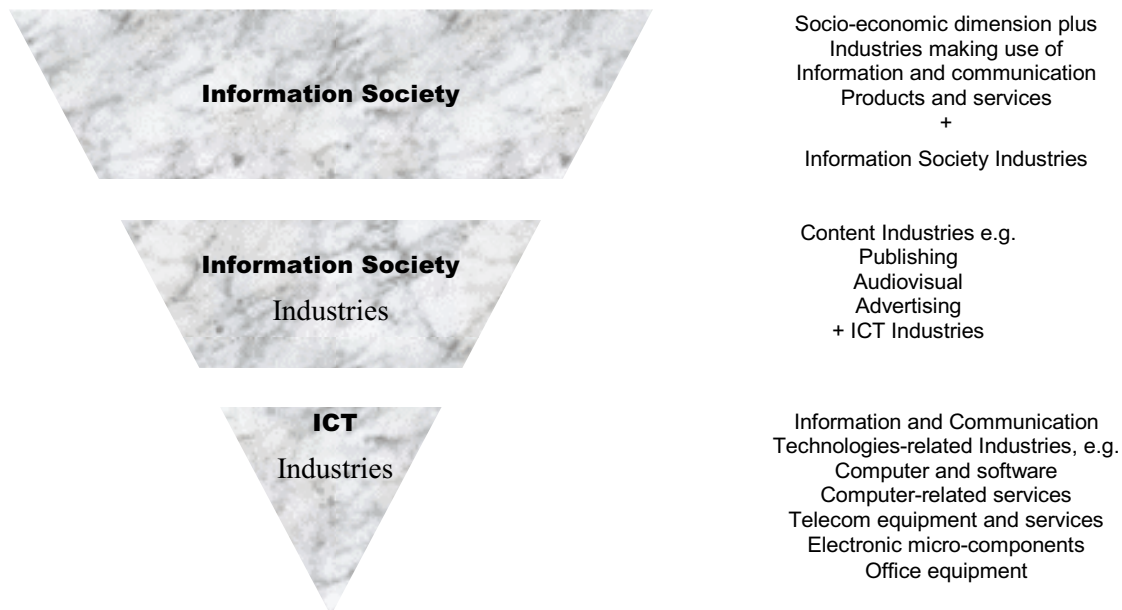 Information Society
Socio-economic dimension plus
Industries making use of
Information and communication
Products and services
+
Information Society Industries
Information Society
Industries
Content Industries e.g.
Publishing
Audiovisual
Advertising
+ ICT Industries
ICT
Industries
Information and Communication
Technologies-related Industries, e.g.
Computer and software
Computer-related services
Telecom equipment and services
Electronic micro-components
Office equipment